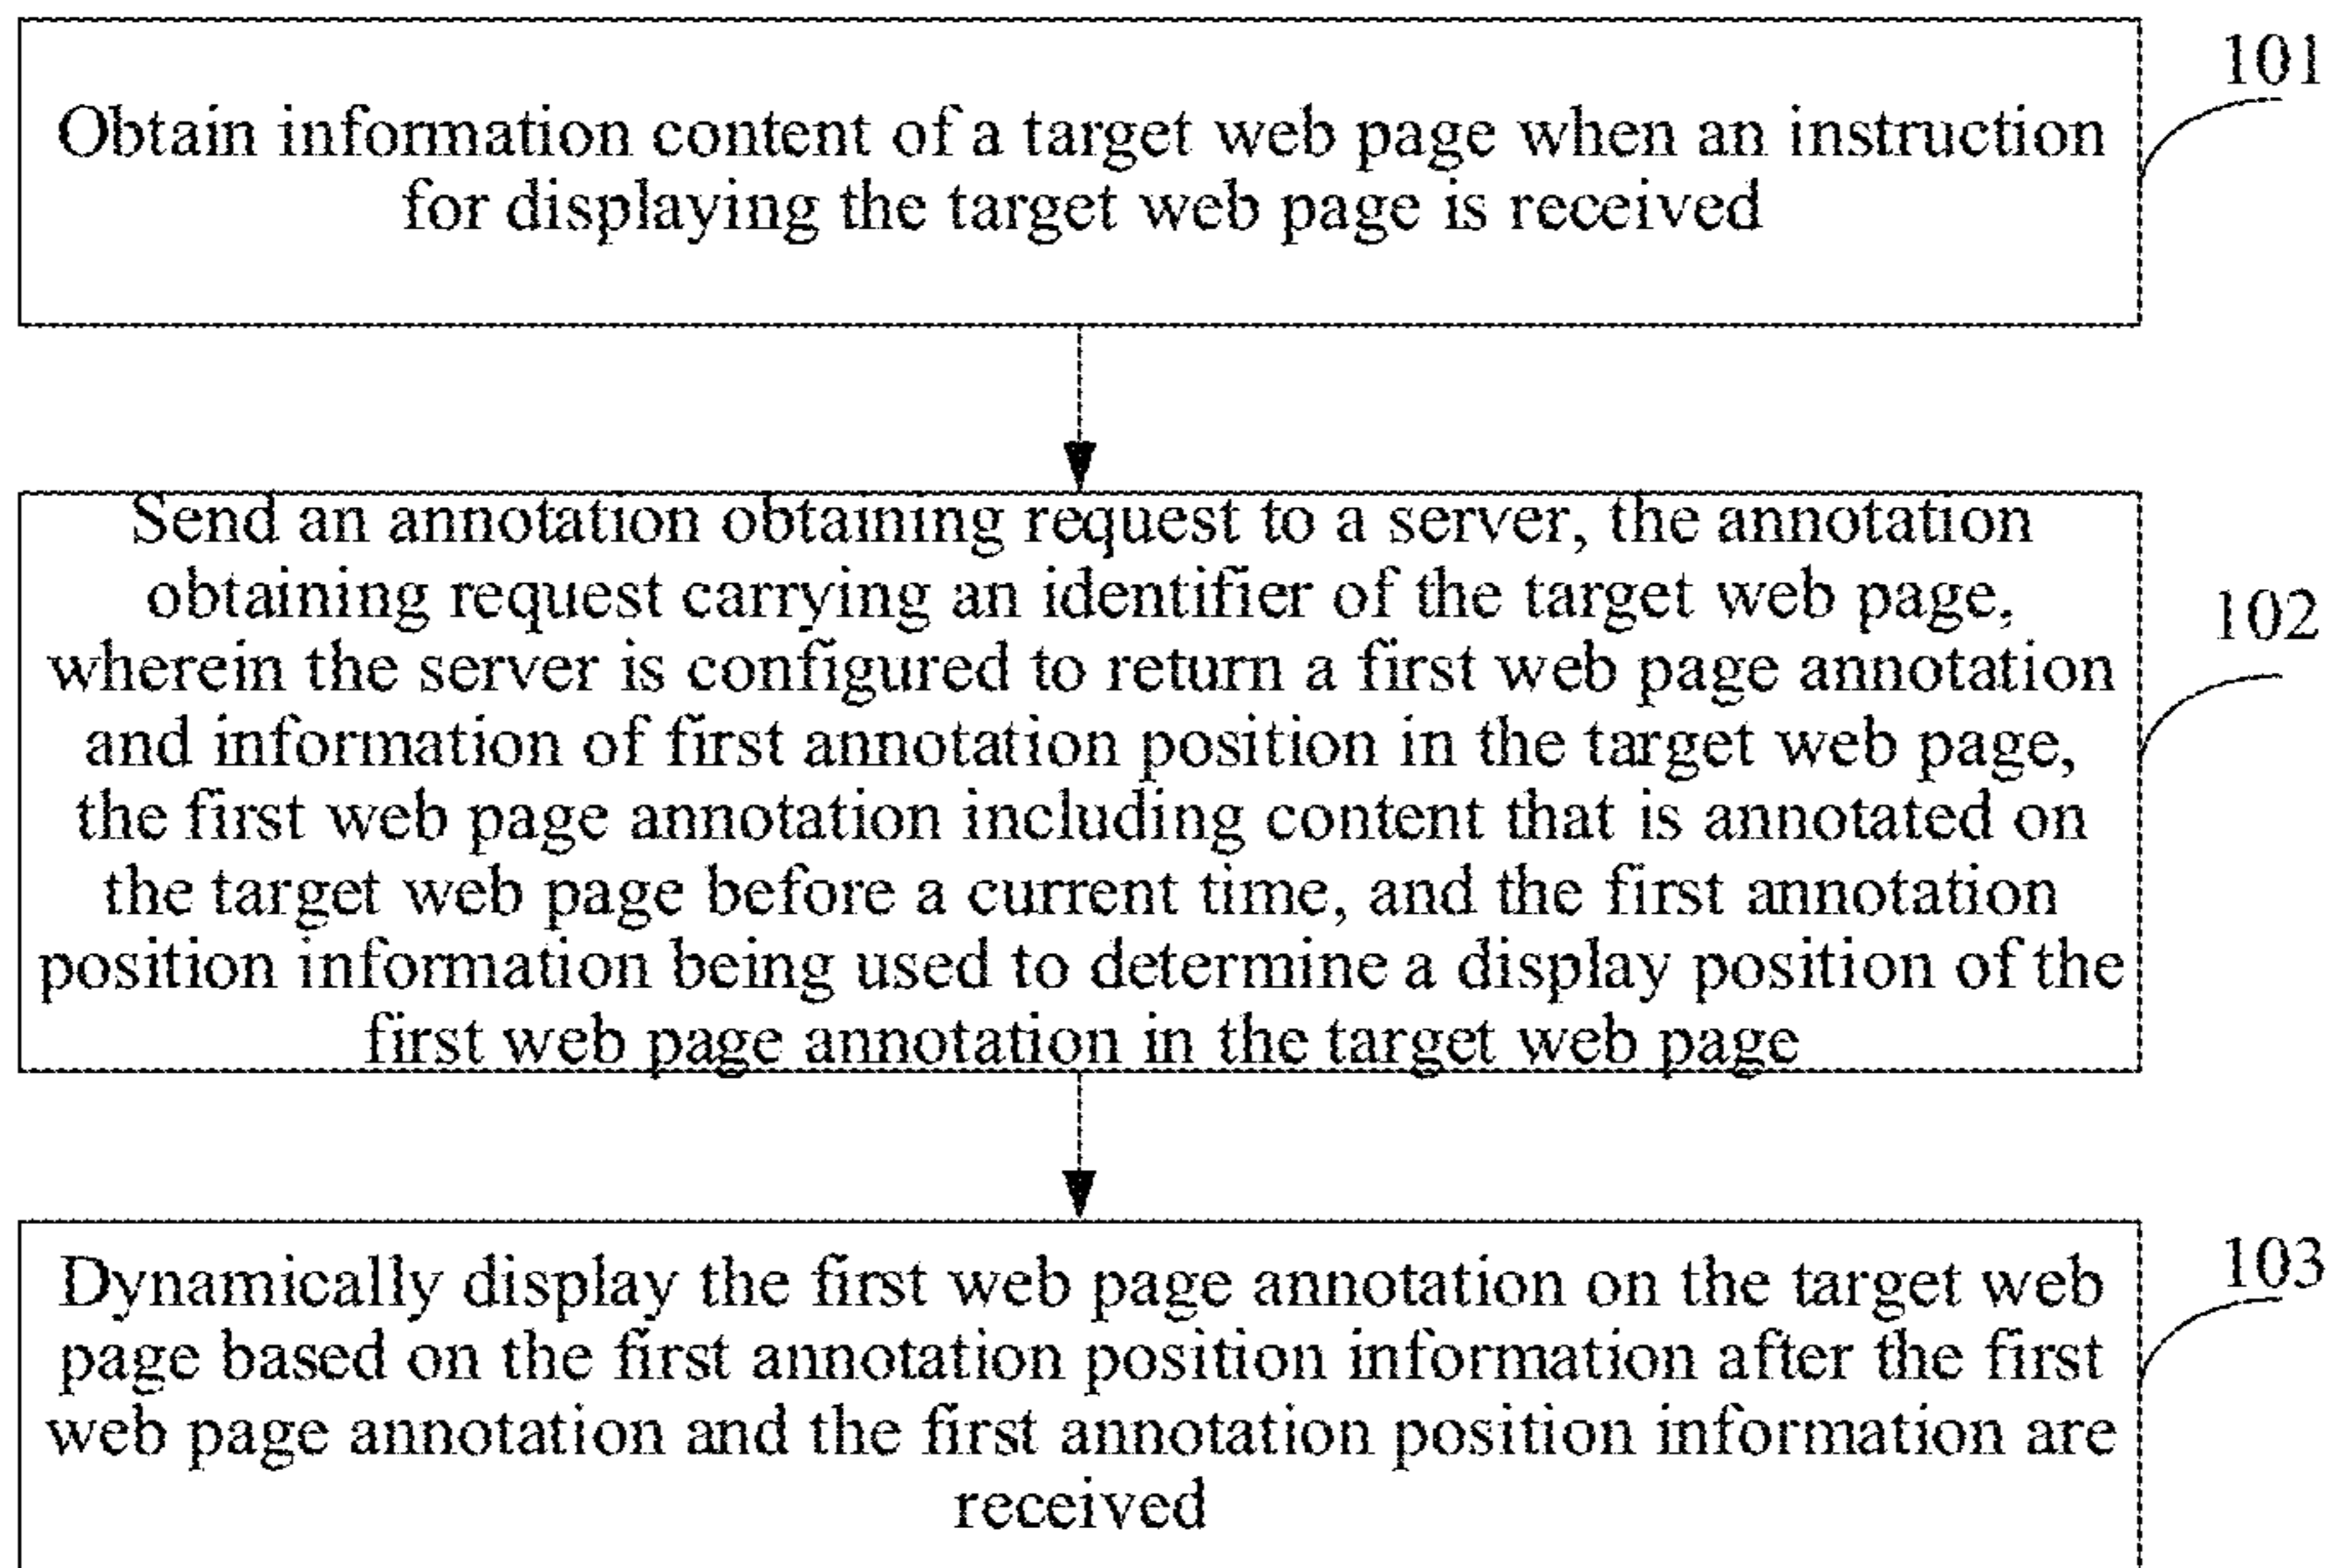 101
Obtain information content of a target web page when an instruction
for displaying the target web page is received
Send an annotation obtaining request to a server, the annotation
obtaining request carrying an identifier of the target web page,
102
wherein the server is configured to return a first web page annotation
and information of first annotation position in the target web page,
the first web page annotation including content that is annotated on
the target web page before a current time, and the first annotation
position information being used to determine a display position of the
first web page annotation in the target web page
103
Dynamically display the first web page annotation on the target web
page based on the first annotation position information after the first
web page annotation and the first annotation position information are
received